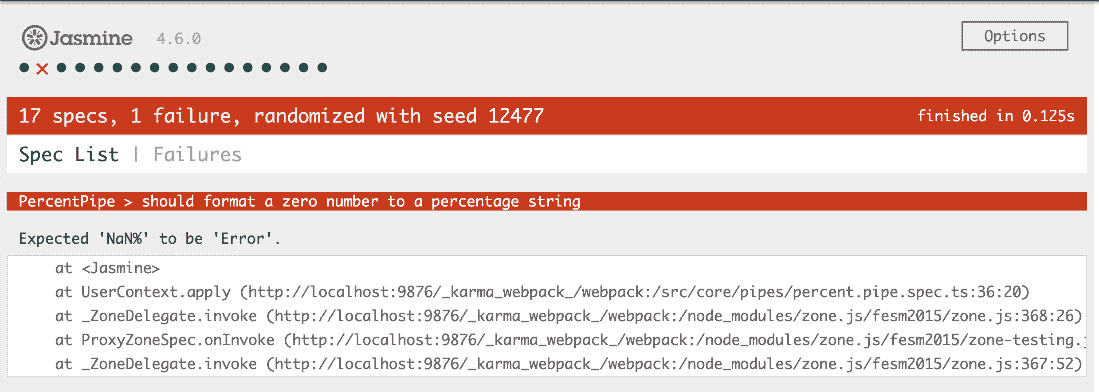 Jasmine 4.6.0 Options
17 specs, 1 failure, randomized with seed 12477 finished in 0.125s
Spec List | Failures
PercentPipe > should format a zero number to a percentage string
Expected 'NaN%' to be 'Error'.
at <Jasmine>
at UserContext.apply (http://localhost:9876/_karma_webpack_/webpack:/src/core/pipes/percent.pipe.spec.ts:36:20)
at _ZoneDelegate.invoke (http://localhost:9876/_karma_webpack_/webpack:/node_modules/zone.js/fesm2015/zone.js:368:26)
at ProxyZoneSpec.onInvoke (http://localhost:9876/_karma_webpack_/webpack:/node_modules/zone.js/fesm2015/zone-testing.j
at _ZoneDelegate.invoke (http://localhost:9876/_karma_webpack_/webpack:/node_modules/zone.js/fesm2015/zone.js:367:52)